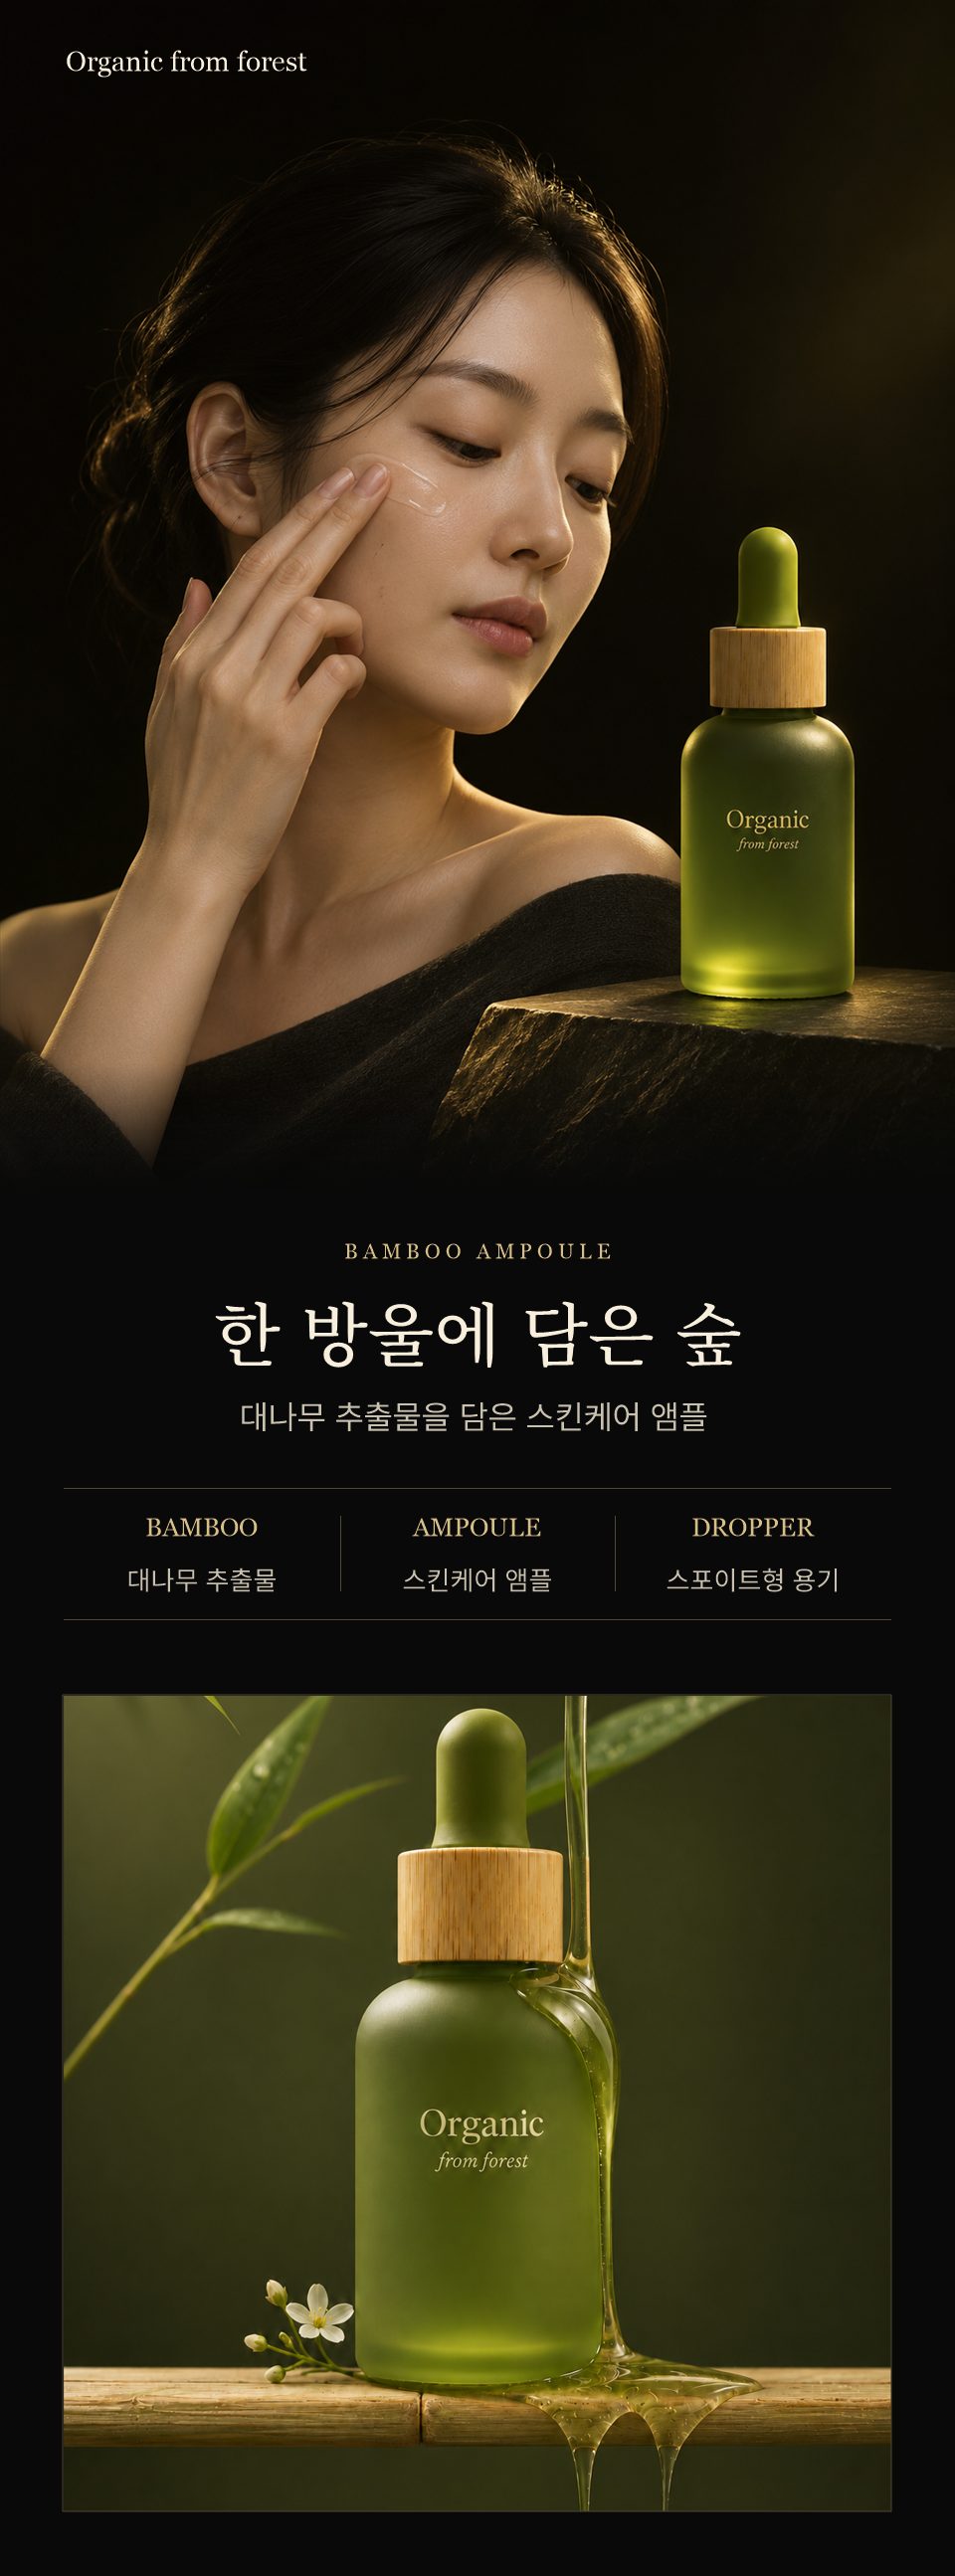 Organic from forest
Organic
from forest
BAMBOO AMPOULE
한 방울에 담은 숲
대나무 추출물을 담은 스킨케어 앰플
BAMBOO
대나무 추출물
AMPOULE
스킨케어 앰플
DROPPER
스포이트형 용기
Organic
from forest